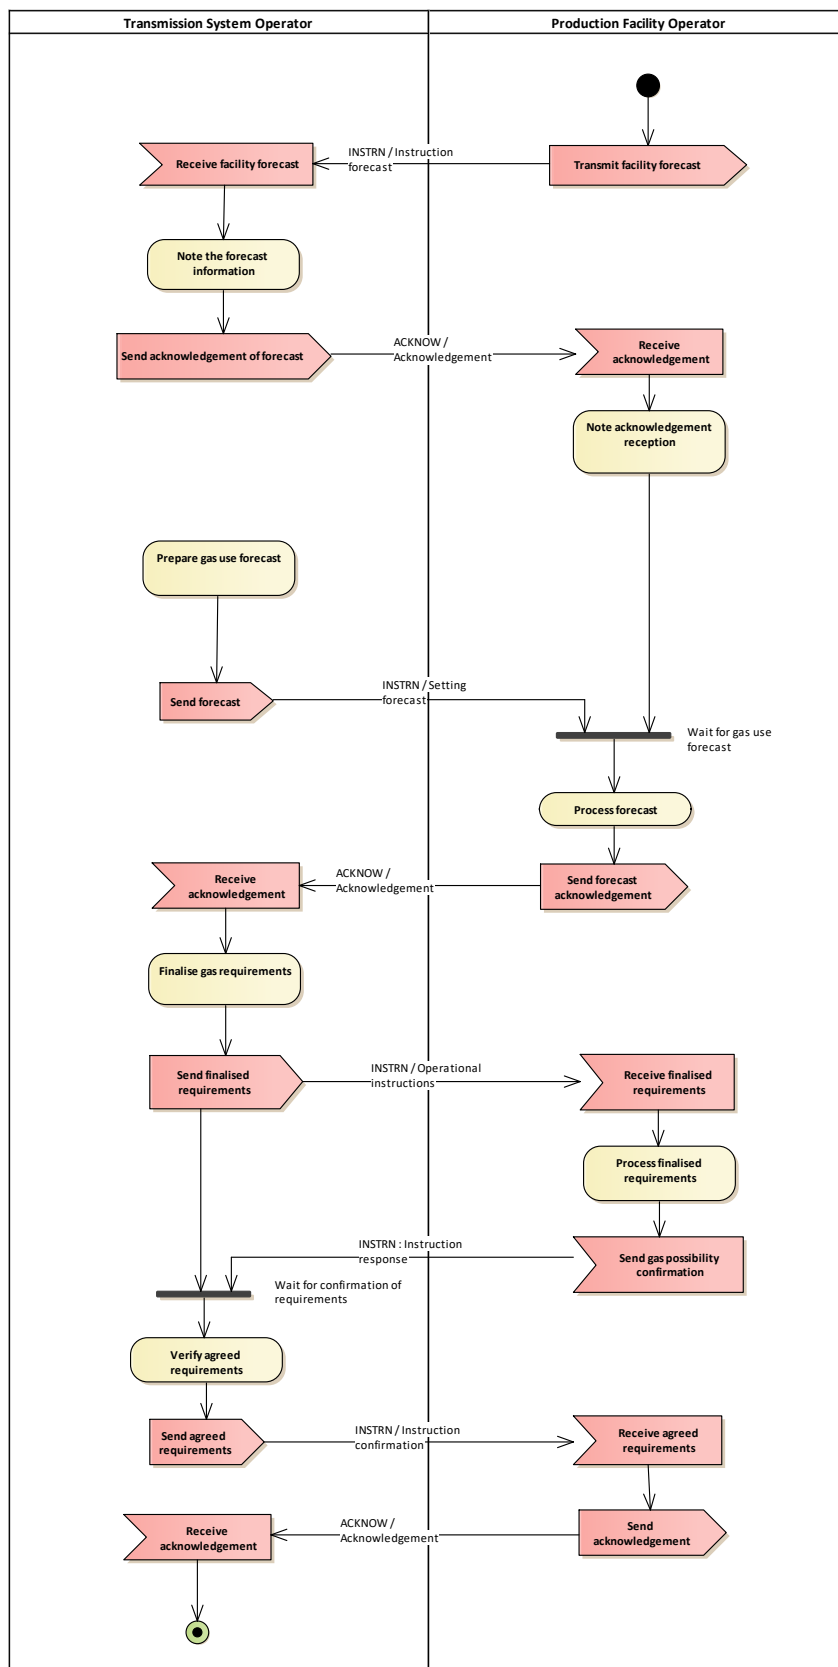 Transmission System Operator
Production Facility Operator
INSTRN / Instruction
forecast
Receive facility forecast
Transmit facility forecast
Note the forecast
information
ACKNOW /
Acknowledgement
Send acknowledgement of forecast
Receive
acknowledgement
Note acknowledgement
reception
Prepare gas use forecast
INSTRN / Setting
forecast
Send forecast
Wait for gas use
forecast
Process forecast
Receive
acknowledgement
ACKNOW /
Acknowledgement
Send forecast
acknowledgement
Finalise gas requirements
Send finalised
requirements
INSTRN / Operational
instructions
Receive finalised
requirements
Process finalised
requirements
INSTRN : Instruction
response
Send gas possibility
confirmation
Wait for confirmation of
requirements
Verify agreed
requirements
Send agreed
requirements
INSTRN / Instruction
confirmation
Receive agreed
requirements
Receive
acknowledgement
ACKNOW /
Acknowledgement
Send
acknowledgement